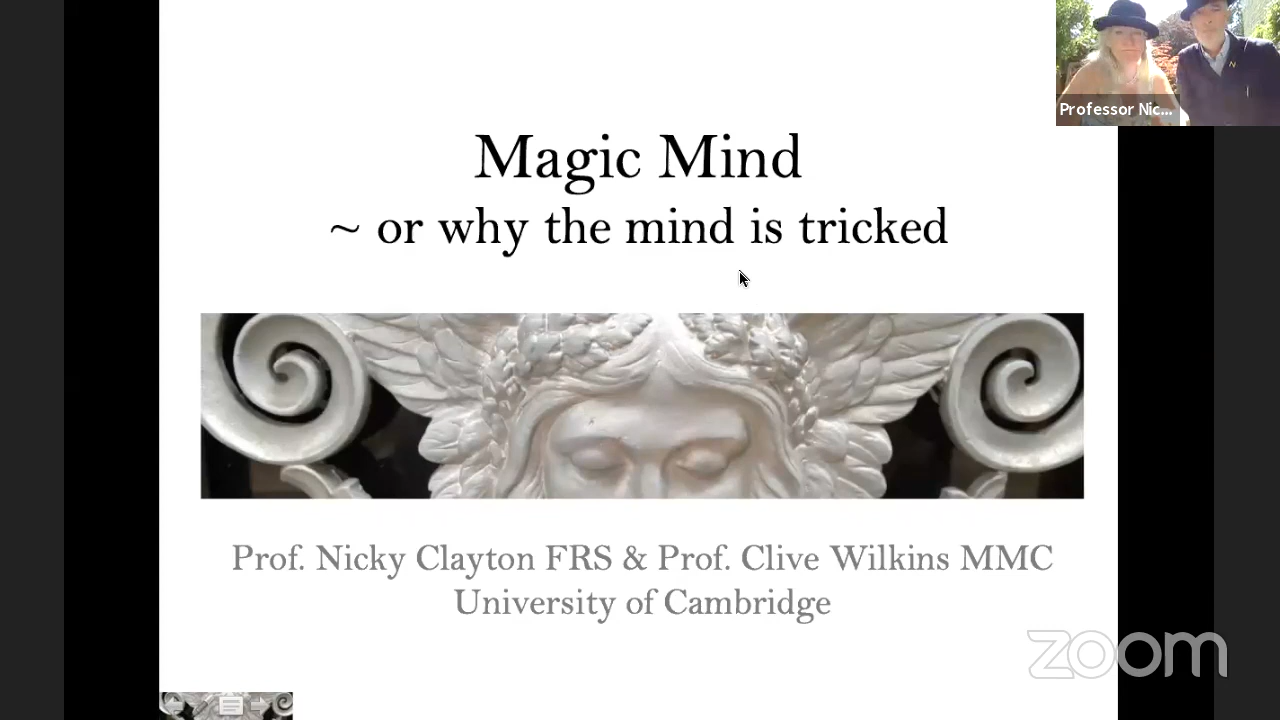 Professor Nic...
Magic Mind
~ or why the mind is tricked
Prof. Nicky Clayton FRS & Prof. Clive Wilkins MMC
University of Cambridge
zoom